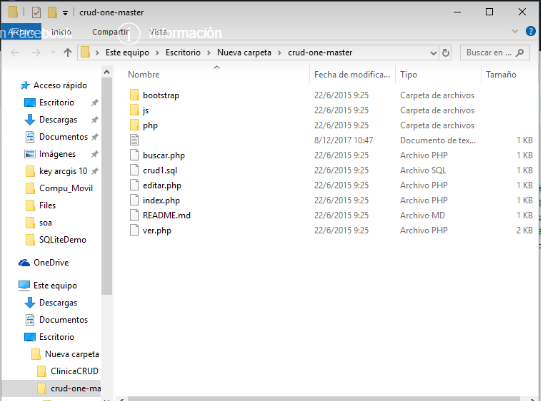 crud-one-master
Inicio Compartir Vista
Información
Este equipo > Escritorio > Nueva carpeta > crud-one-master
Buscar en ...
Nombre Fecha de modifica... Tipo Tamaño
Acceso rápido
Escritorio
Descargas
Documentos
Imágenes
key arcgis 10
Compu_Movil
Files
soa
SQLiteDemo
OneDrive
Este equipo
Descargas
Documentos
Escritorio
Nueva carpeta
ClinicaCRUD
crud-one-mas
bootstrap 22/6/2015 9:25 Carpeta de archivos
js 22/6/2015 9:25 Carpeta de archivos
php 22/6/2015 9:25 Carpeta de archivos
8/12/2017 10:47 Documento de tex... 1 KB
buscar.php 22/6/2015 9:25 Archivo PHP 1 KB
crud1.sql 22/6/2015 9:25 Archivo SQL 1 KB
editar.php 22/6/2015 9:25 Archivo PHP 1 KB
index.php 22/6/2015 9:25 Archivo PHP 1 KB
README.md 22/6/2015 9:25 Archivo MD 1 KB
ver.php 22/6/2015 9:25 Archivo PHP 2 KB